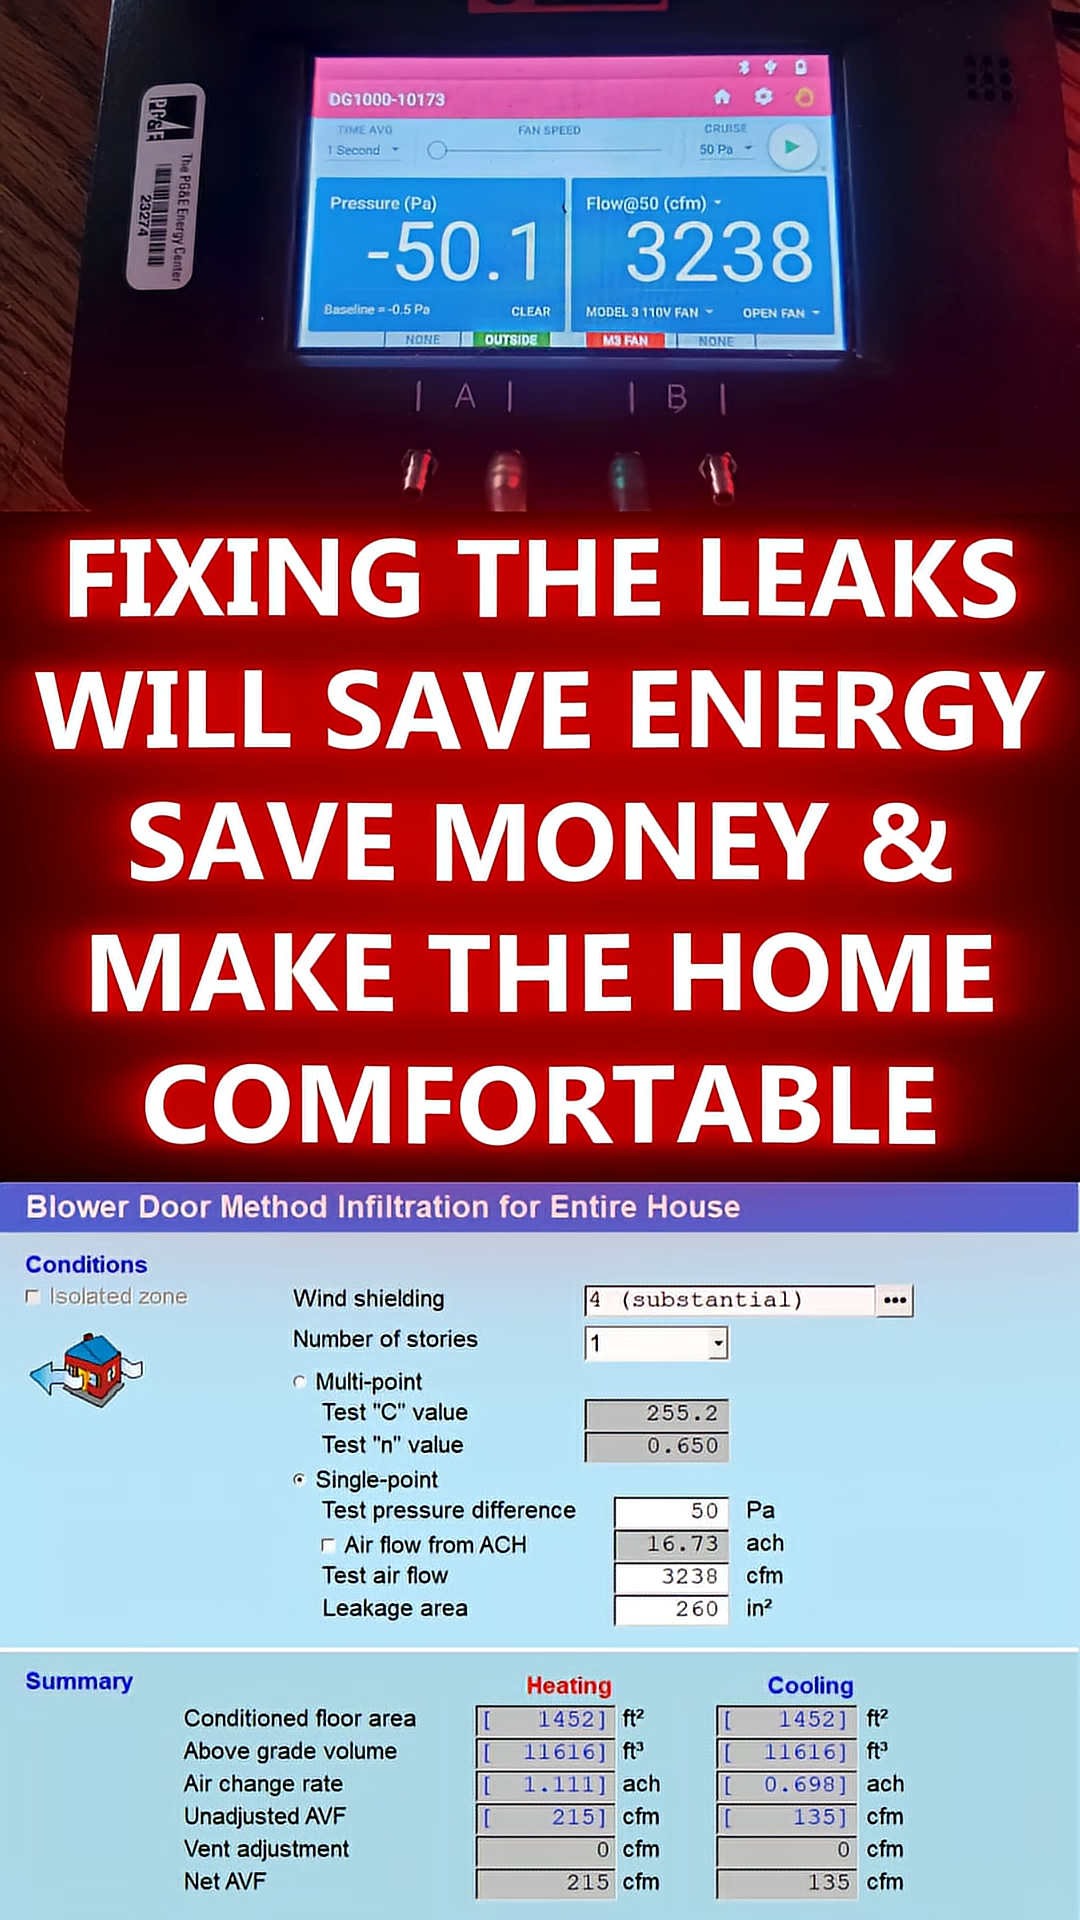 PG&E
The PG&E Energy Center
23274
DG1000-10173
TIME AVG
FAN SPEED
CRUISE
1 Second
50 Pa
Pressure (Pa)
Flow@50 (cfm)
-50.1
3238
Baseline = -0.5 Pa
CLEAR
MODEL 3 110V FAN
OPEN FAN
NONE
OUTSIDE
M3 FAN
NONE
| A |
| B |
FIXING THE LEAKS
WILL SAVE ENERGY
SAVE MONEY &
MAKE THE HOME
COMFORTABLE
Blower Door Method Infiltration for Entire House
Conditions
Isolated zone
Wind shielding 4 (substantial) •••
Number of stories 1
Multi-point
Test "C" value 255.2
Test "n" value 0.650
Single-point
Test pressure difference 50 Pa
Air flow from ACH 16.73 ach
Test air flow 3238 cfm
Leakage area 260 in²
Summary
Heating Cooling
Conditioned floor area [ 1452] ft² [ 1452] ft²
Above grade volume [ 11616] ft³ [ 11616] ft³
Air change rate [ 1.111] ach [ 0.698] ach
Unadjusted AVF [ 215] cfm [ 135] cfm
Vent adjustment 0 cfm 0 cfm
Net AVF 215 cfm 135 cfm